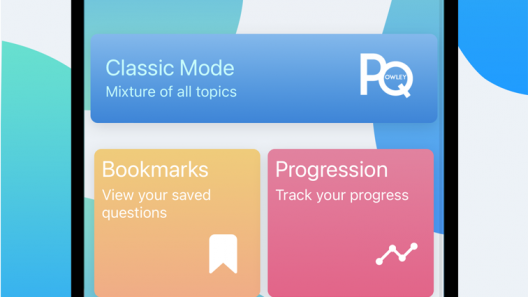 Classic Mode
Mixture of all topics
PQ
OWLEY
Bookmarks
View your saved
questions
Progression
Track your progress